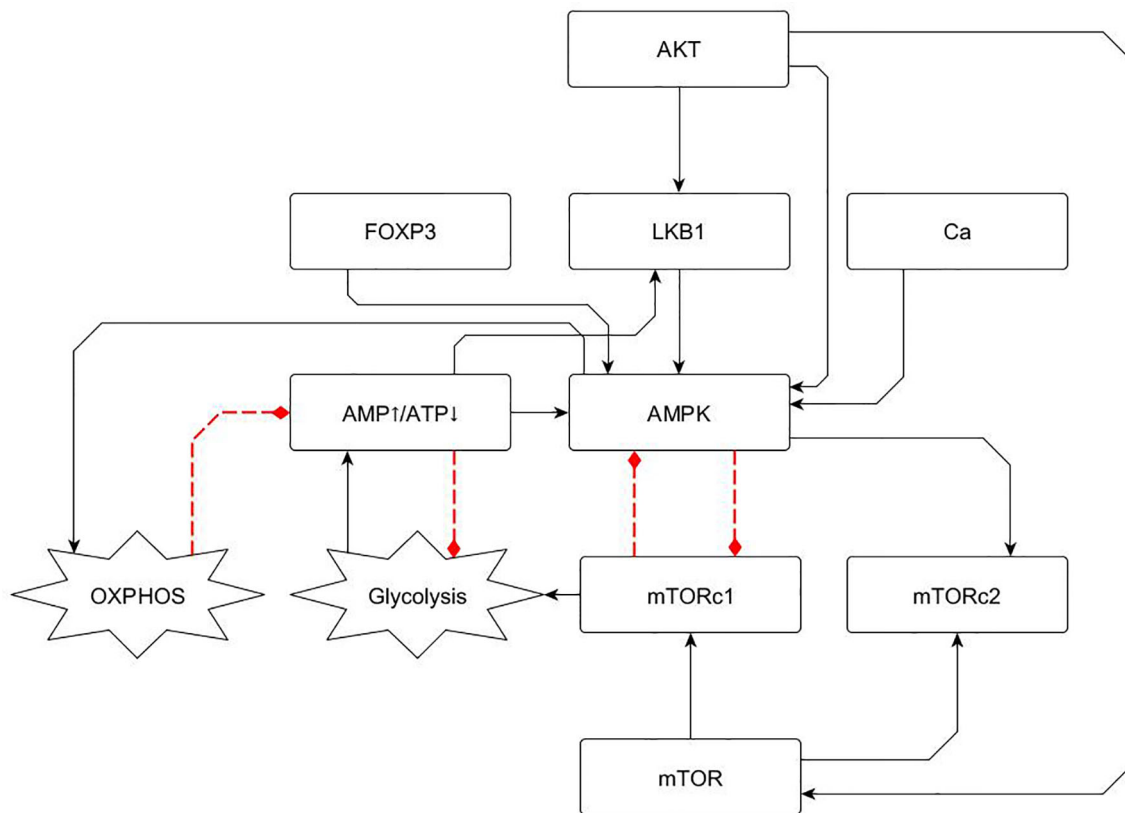 AKT
FOXP3
LKB1
Ca
AMP↑/ATP↓
AMPK
OXPHOS
Glycolysis
mTORc1
mTORc2
mTOR